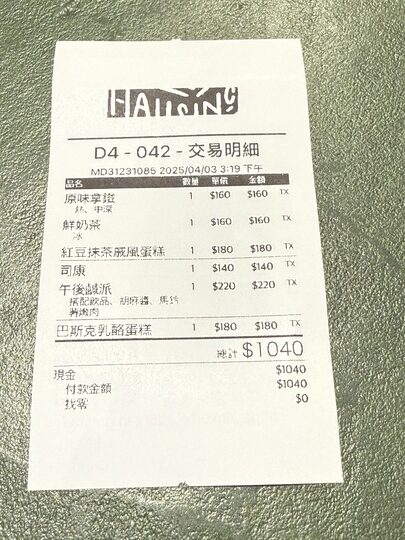 HAUSINC
D4 - 042 - 交易明細
MD31231085 2025/04/03 3:19 下午
品名 數量 單價 金額
原味拿鐵 1 $160 $160 TX
熱、中深
鮮奶茶 1 $160 $160 TX
冰
紅豆抹茶戚風蛋糕 1 $180 $180 TX
司康 1 $140 $140 TX
午後鹹派 1 $220 $220 TX
搭配飲品、胡麻醬、馬鈴
薯嫩肉
巴斯克乳酪蛋糕 1 $180 $180 TX
總計 $1040
現金 $1040
付款金額 $1040
找零 $0